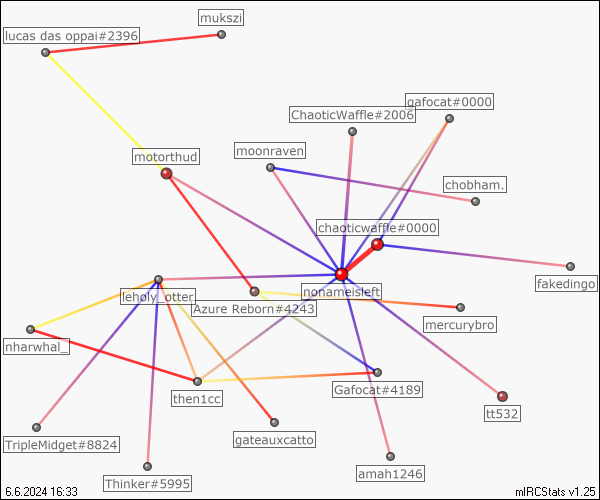 mukszi
lucas das oppai#2396
gafocat#0000
ChaoticWaffle#2006
moonraven
motorthud
chobham.
chaoticwaffle#0000
fakedingo
nonameisleft
leholy_otter
Azure Reborn#4243
mercurybro
nharwhal_
then1cc
Gafocat#4189
tt532
gateauxcatto
TripleMidget#8824
amah1246
Thinker#5995
6.6.2024 16:33
mIRCStats v1.25